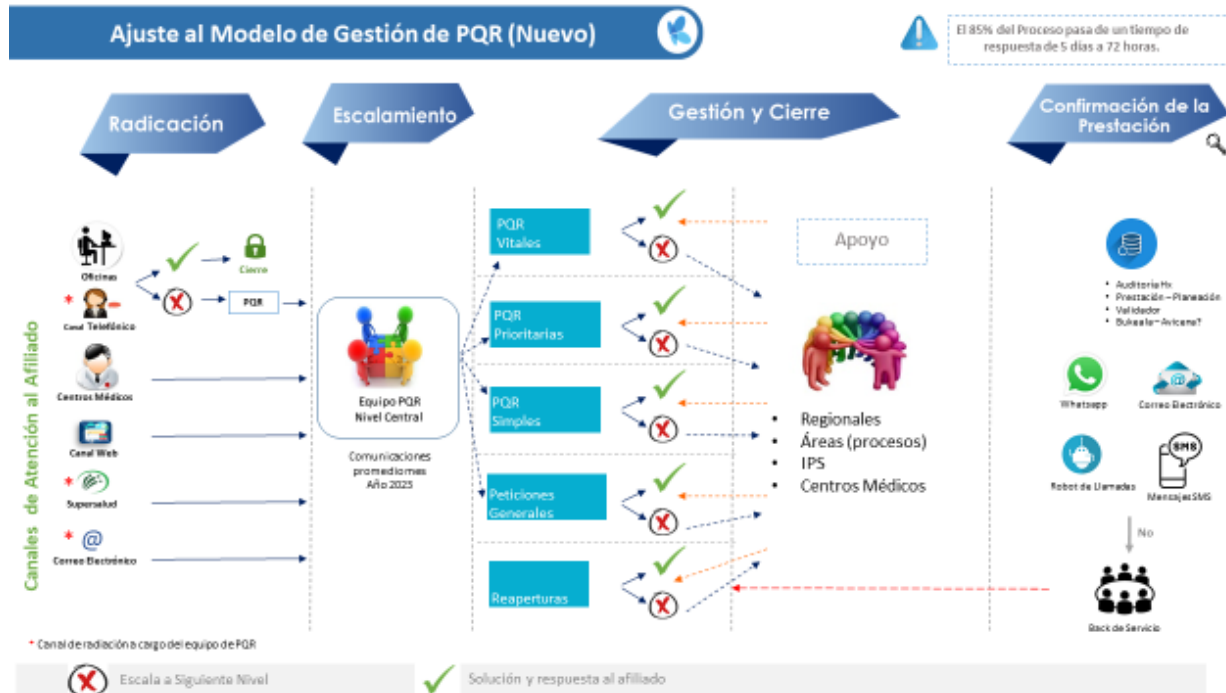 Ajuste al Modelo de Gestión de PQR (Nuevo)
El 85% del Proceso pasa de un tiempo de
respuesta de 5 días a 72 horas.
Radicación
Escalamiento
Gestión y Cierre
Confirmación de la
Prestación
Canales de Atención al Afiliado
Oficinas
Cierre
* Canal Telefónico
PQR
Centros Médicos
Canal Web
* Supersalud
* @
Correo Electrónico
Equipo PQR
Nivel Central
Comunicaciones
promedio mes
Año 2023
PQR
Vitales
PQR
Prioritarias
PQR
Simples
Peticiones
Generales
Reaperturas
Apoyo
• Regionales
• Áreas (procesos)
• IPS
• Centros Médicos
• Auditoria Hx
• Prestación – Planeación
• Validador
• Bukeala – Avicena?
Whatsapp
Correo Electrónico
Robot de Llamadas
SMS
Mensajes SMS
No
Back de Servicio
* Canal de radiación a cargo del equipo de PQR
Escala a Siguiente Nivel
Solución y respuesta al afiliado